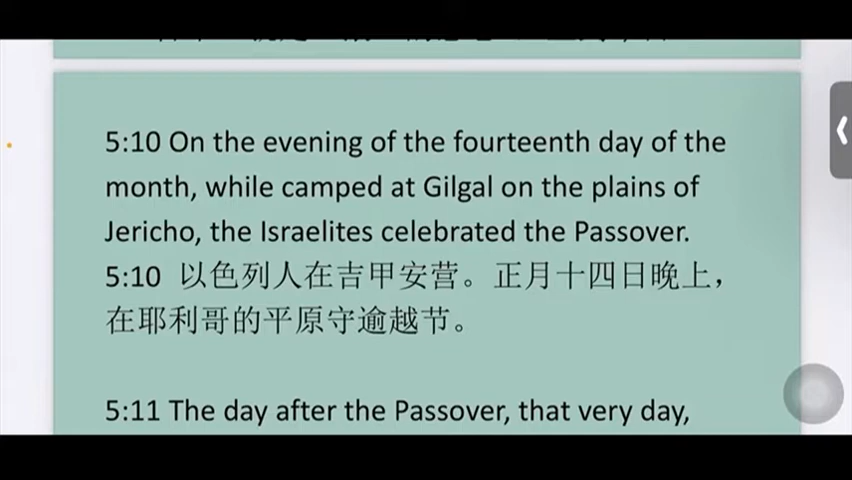 5:10 On the evening of the fourteenth day of the
month, while camped at Gilgal on the plains of
Jericho, the Israelites celebrated the Passover.
5:10 以色列人在吉甲安营。正月十四日晚上，
在耶利哥的平原守逾越节。
5:11 The day after the Passover, that very day,